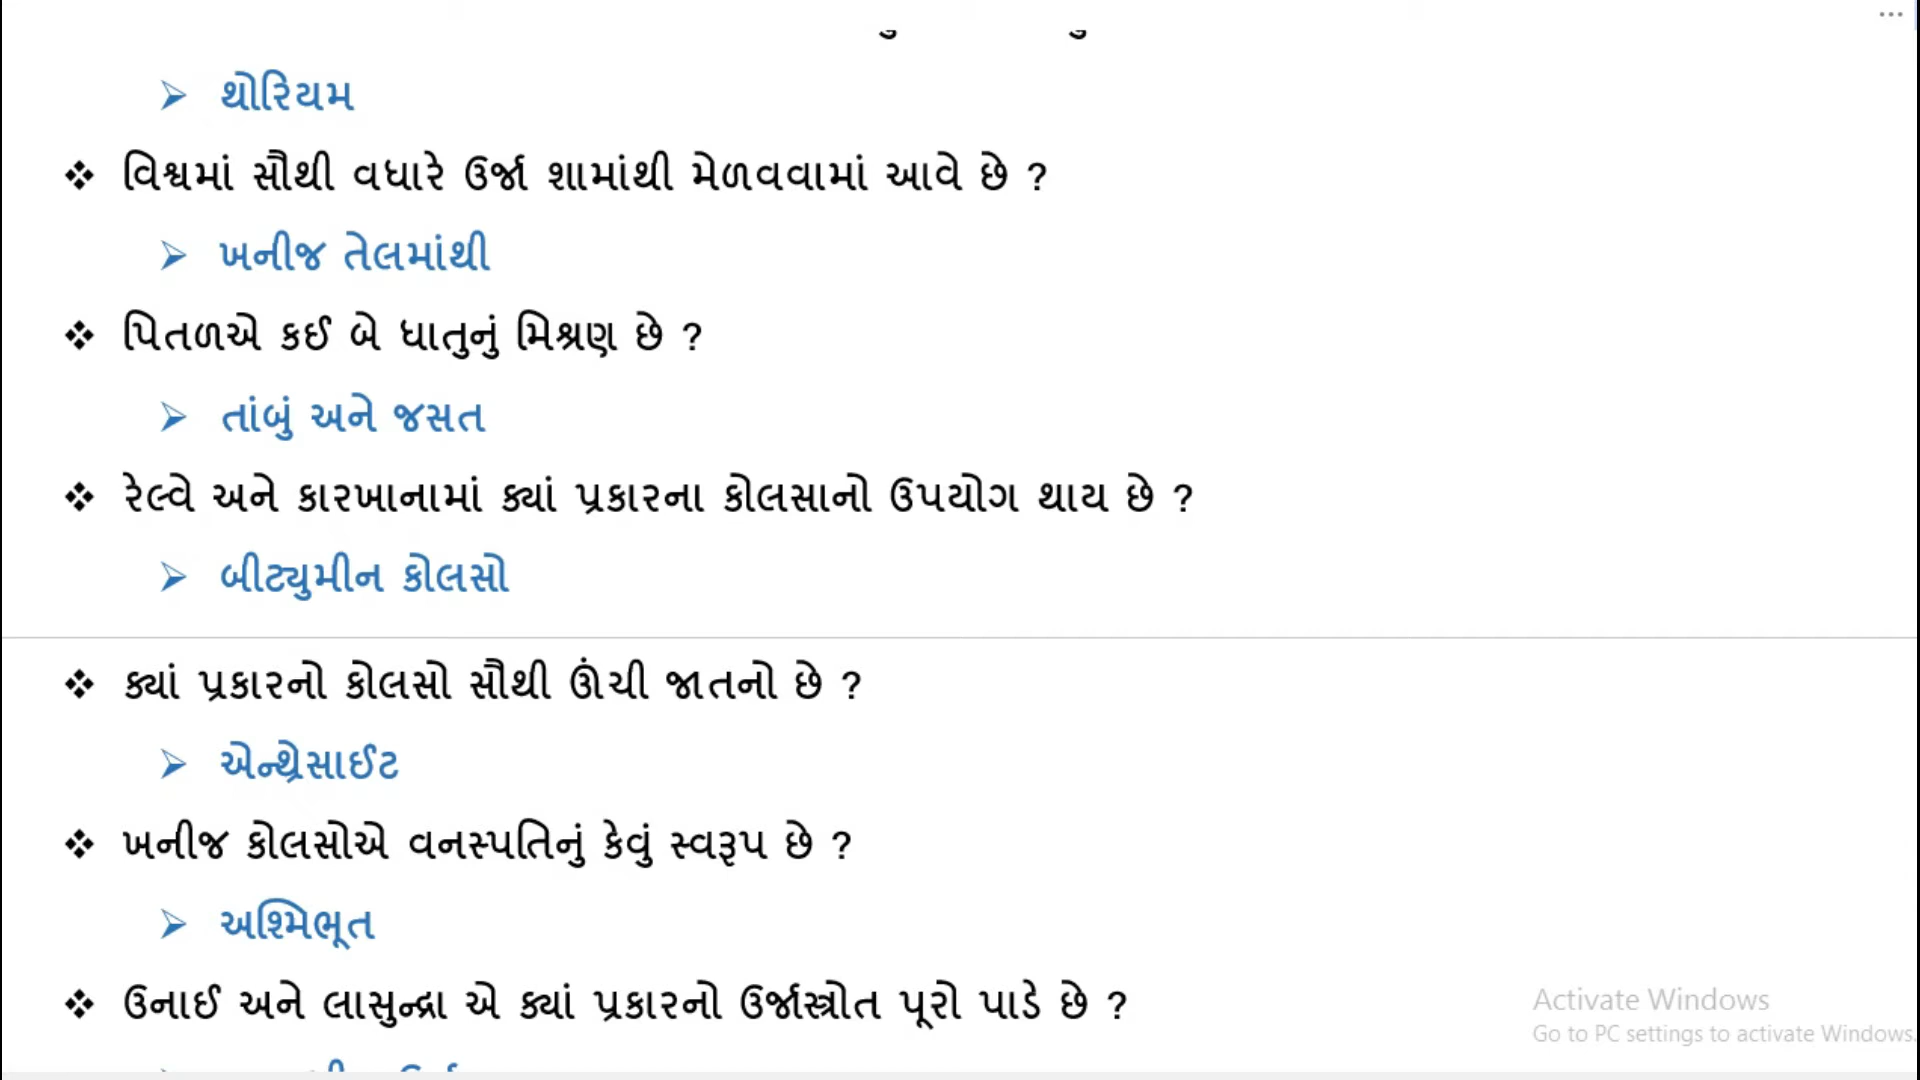 થોરિયમ
વિશ્વમાં સૌથી વધારે ઉર્જા શામાંથી મેળવવામાં આવે છે ?
ખનીજ તેલમાંથી
પિતળએ કઈ બે ધાતુનું મિશ્રણ છે ?
તાંબું અને જસત
રેલ્વે અને કારખાનામાં ક્યાં પ્રકારના કોલસાનો ઉપયોગ થાય છે ?
બીટ્યુમીન કોલસો
ક્યાં પ્રકારનો કોલસો સૌથી ઊંચી જાતનો છે ?
એન્થ્રેસાઈટ
ખનીજ કોલસોએ વનસ્પતિનું કેવું સ્વરૂપ છે ?
અશ્મિભૂત
ઉનાઈ અને લાસુન્દ્રા એ ક્યાં પ્રકારનો ઉર્જાસ્ત્રોત પૂરો પાડે છે ?
Activate Windows
Go to PC settings to activate Windows.